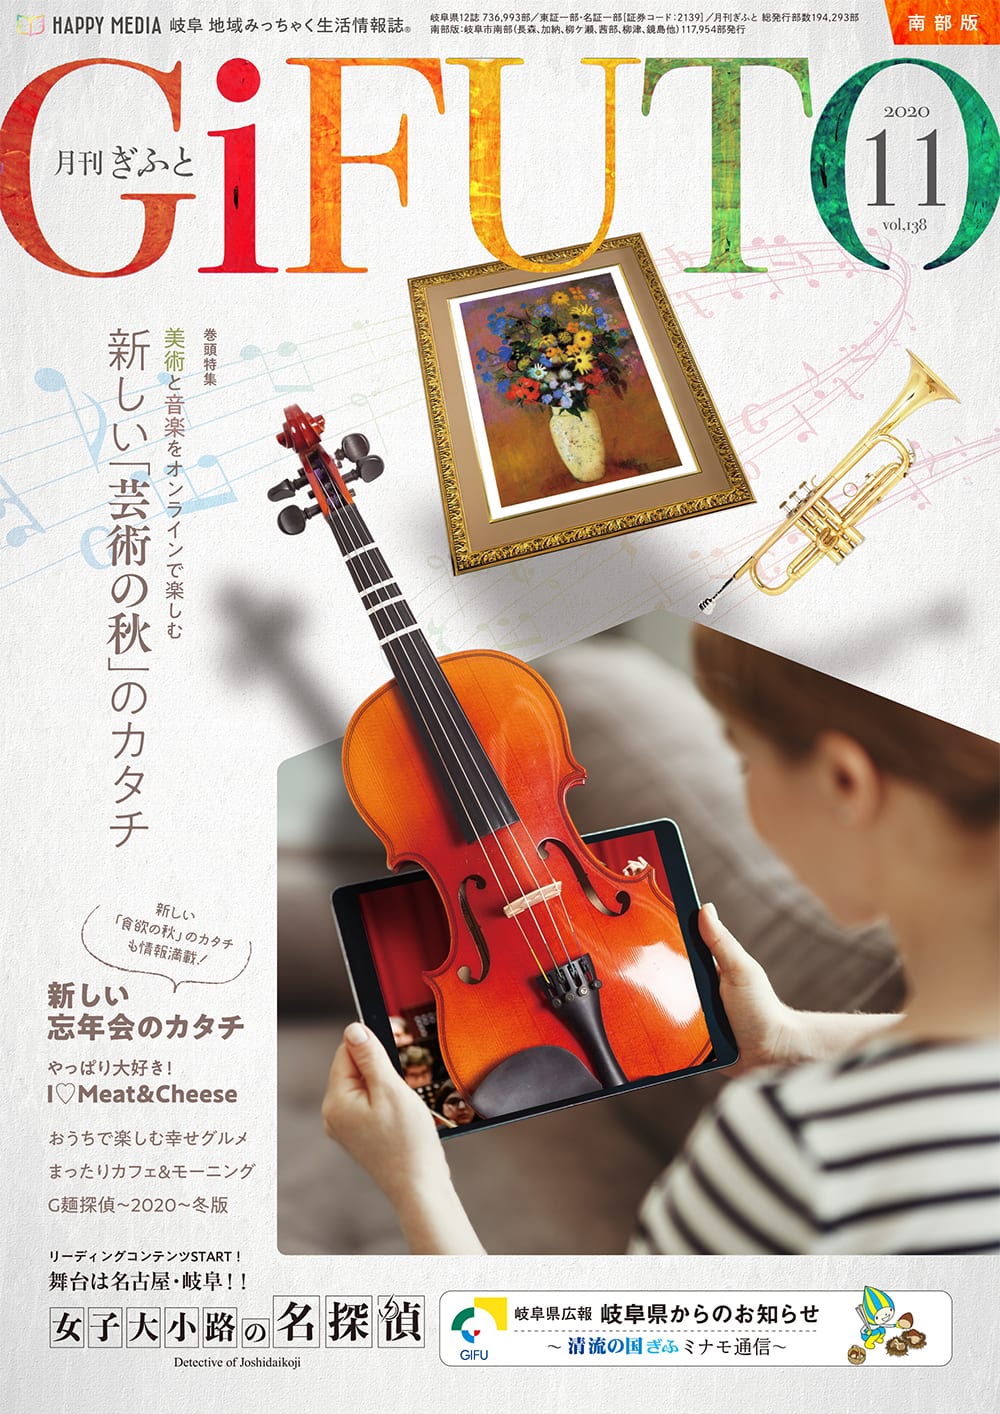 HAPPY MEDIA 岐阜 地域みっちゃく生活情報誌®
岐阜県12誌 736,993部／東証一部・名証一部[証券コード：2139]／月刊ぎふと 総発行部数194,293部
南部版：岐阜市南部(長森、加納、柳ケ瀬、茜部、柳津、鏡島他) 117,954部発行
南部版
GiFUTO
月刊 ぎふと
2020
11
vol,138
巻頭特集
美術と音楽をオンラインで楽しむ
新しい「芸術の秋」のカタチ
新しい
「食欲の秋」のカタチ
も情報満載！
新しい
忘年会のカタチ
やっぱり大好き！
I♡Meat&Cheese
おうちで楽しむ幸せグルメ
まったりカフェ&モーニング
G麺探偵〜2020〜冬版
リーディングコンテンツSTART！
舞台は名古屋・岐阜！！
女子大小路の名探偵
Detective of Joshidaikoji
GIFU
岐阜県広報 岐阜県からのお知らせ
〜清流の国ぎふ ミナモ通信〜